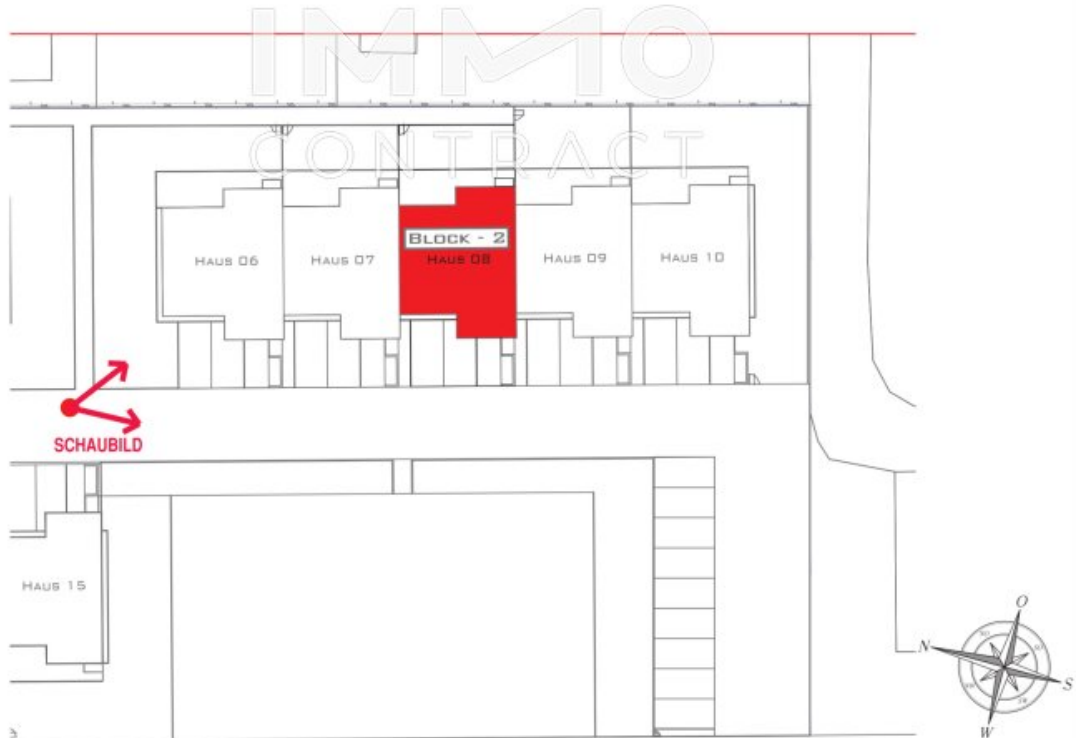 IMMO
CONTRACT
BLOCK - 2
HAUS 06
HAUS 07
HAUS 08
HAUS 09
HAUS 10
SCHAUBILD
HAUS 15
O
N
S
W